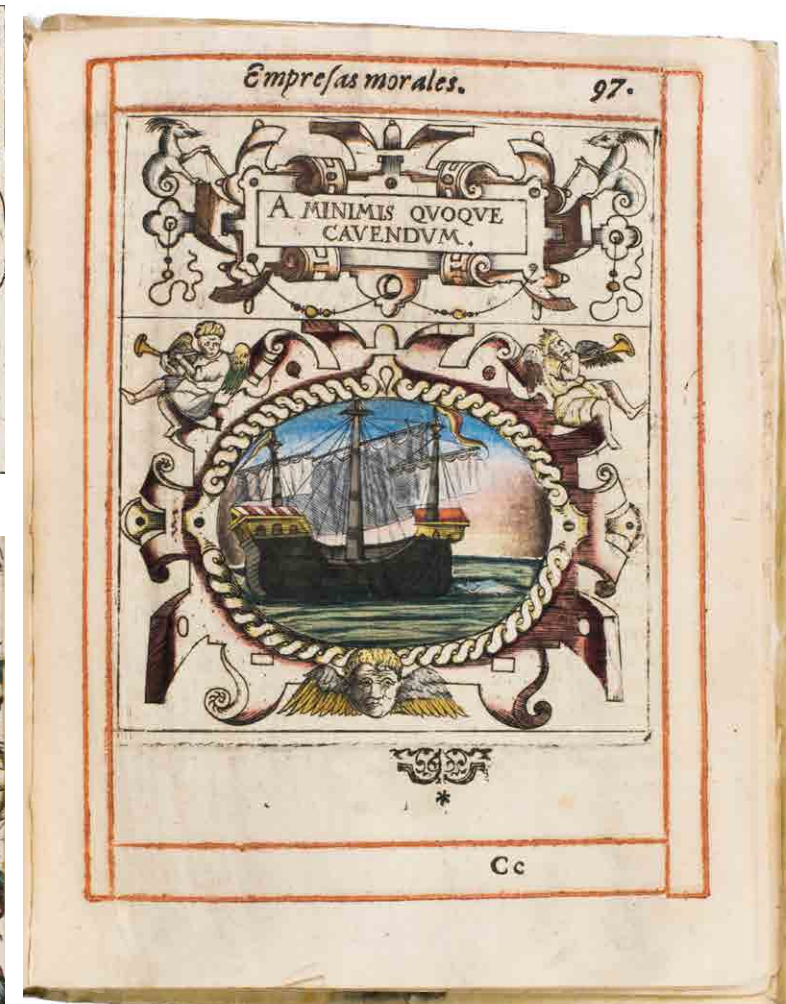 Empreſas morales. 97.
A MINIMIS QVOQVE
CAVENDVM.
*
Cc